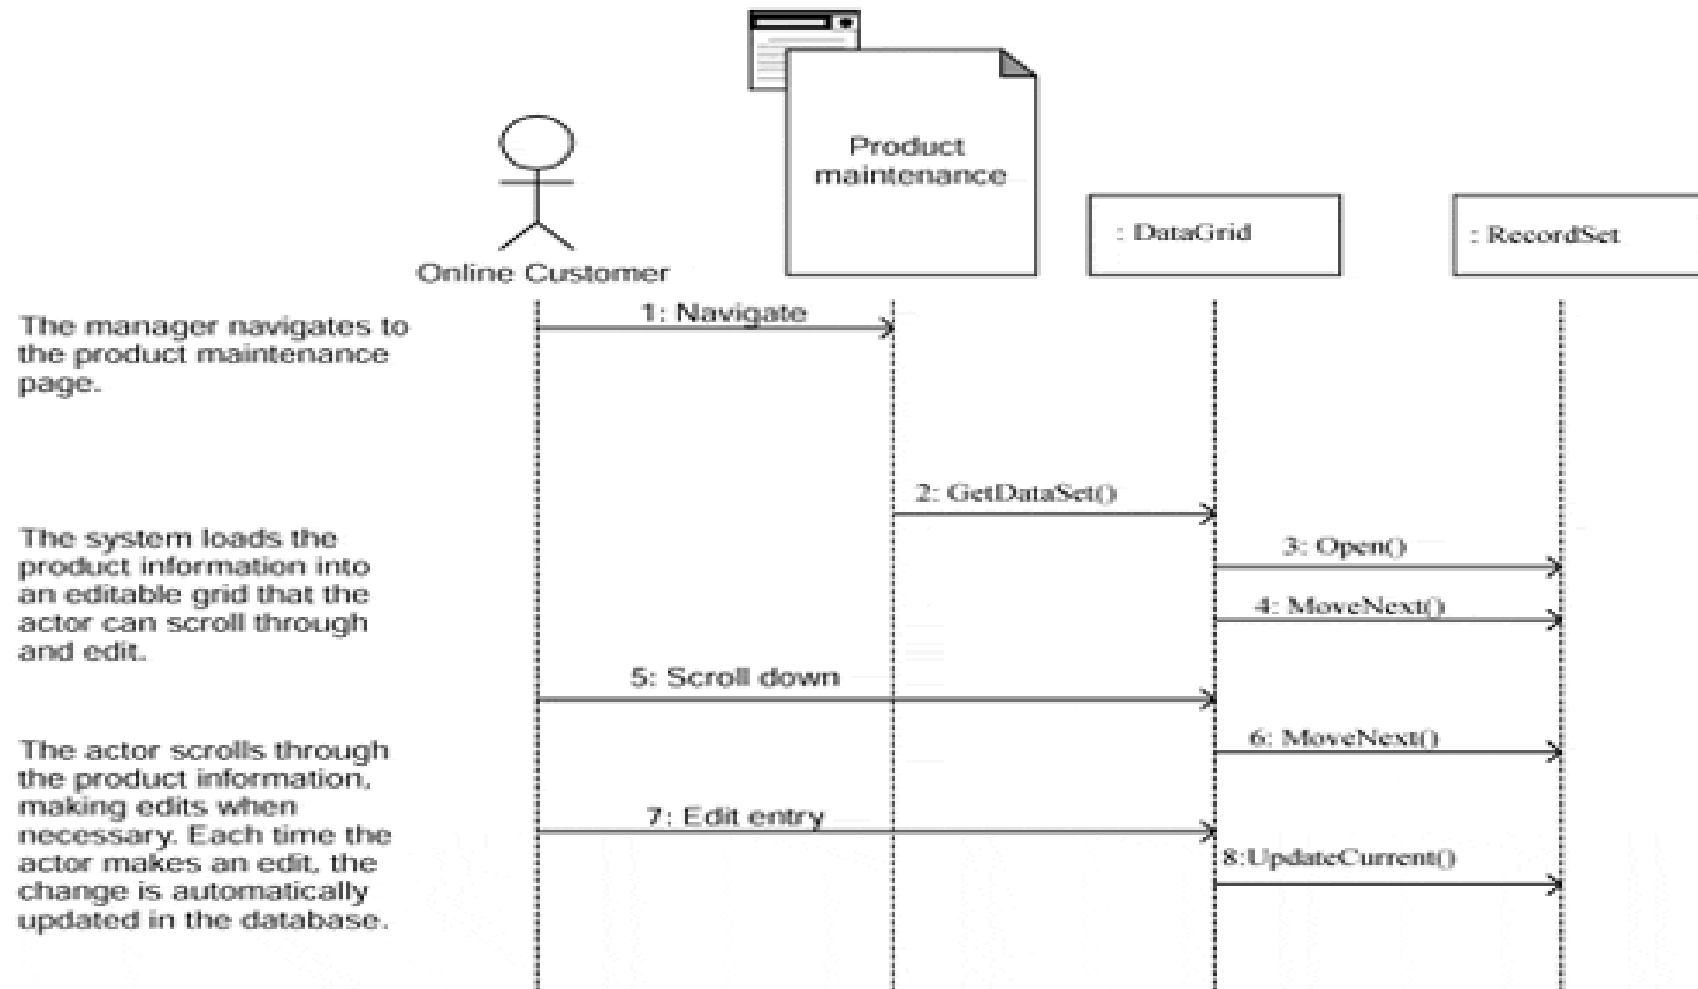 Product
maintenance
: DataGrid
: RecordSet
Online Customer
The manager navigates to
the product maintenance
page.
1: Navigate
2: GetDataSet()
The system loads the
product information into
an editable grid that the
actor can scroll through
and edit.
3: Open()
4: MoveNext()
5: Scroll down
The actor scrolls through
the product information,
making edits when
necessary. Each time the
actor makes an edit, the
change is automatically
updated in the database.
6: MoveNext()
7: Edit entry
8:UpdateCurrent()